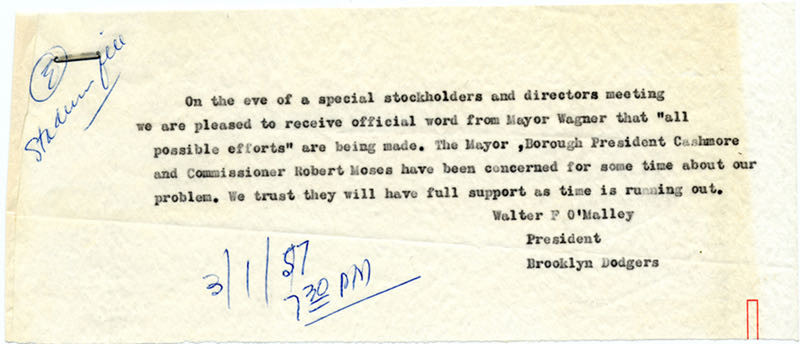 3
Stadium file
On the eve of a special stockholders and directors meeting
we are pleased to receive official word from Mayor Wagner that "all
possible efforts" are being made. The Mayor ,Borough President Cashmore
and Commissioner Robert Moses have been concerned for some time about our
problem. We trust they will have full support as time is running out.
Walter F O'Malley
President
Brooklyn Dodgers
3/1/57
7 30 PM